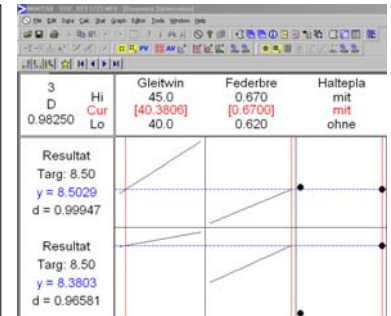 3
D
0.98250
Hi
Cur
Lo
Gleitwin
45.0
[40.3806]
40.0
Federbre
0.670
[0.6700]
0.620
Haltepla
mit
mit
ohne
Resultat
Targ: 8.50
y = 8.5029
d = 0.99947
Resultat
Targ: 8.50
y = 8.3803
d = 0.96581